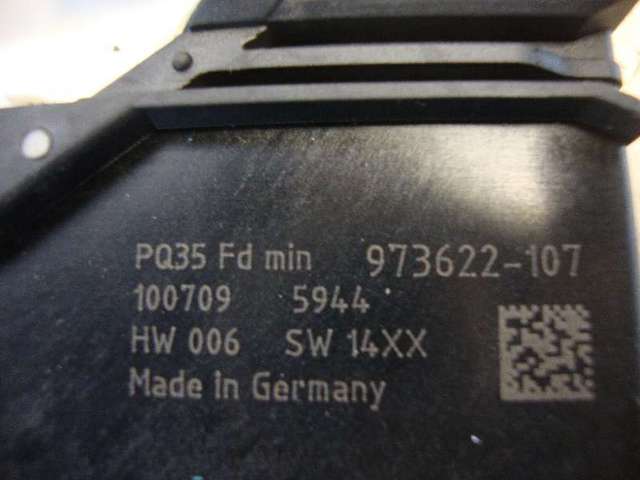 PQ35 Fd min 973622-107
100709 5944
HW 006 SW 14XX
Made in Germany